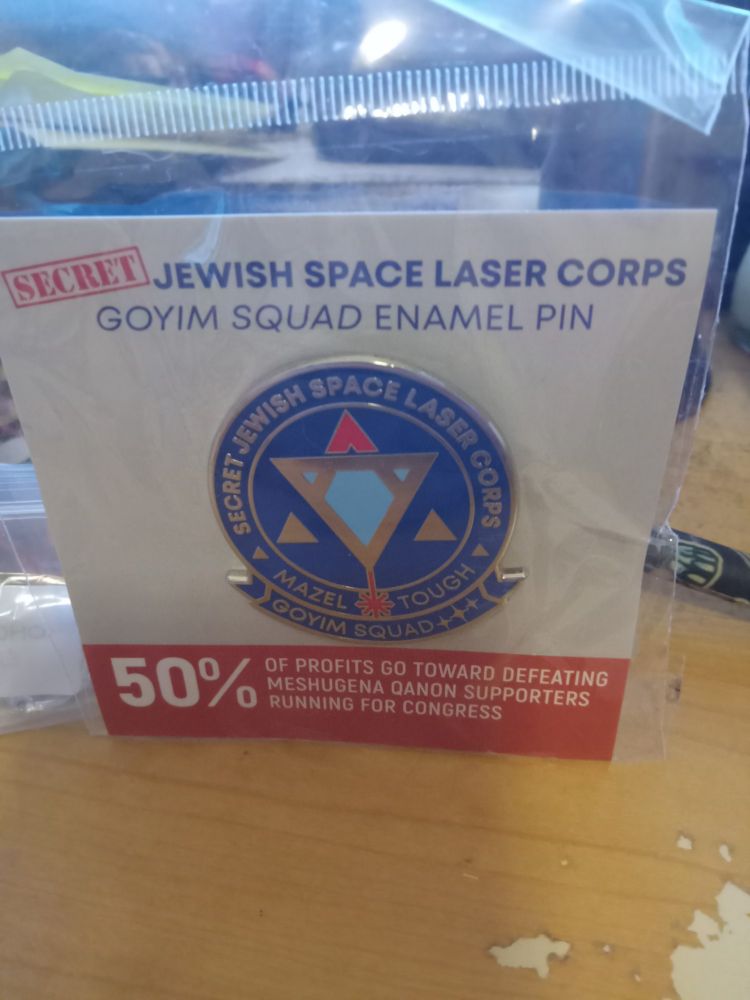 SECRET JEWISH SPACE LASER CORPS
GOYIM SQUAD ENAMEL PIN
SECRET JEWISH SPACE LASER CORPS
MAZEL TOUGH
GOYIM SQUAD
50% OF PROFITS GO TOWARD DEFEATING
MESHUGENA QANON SUPPORTERS
RUNNING FOR CONGRESS